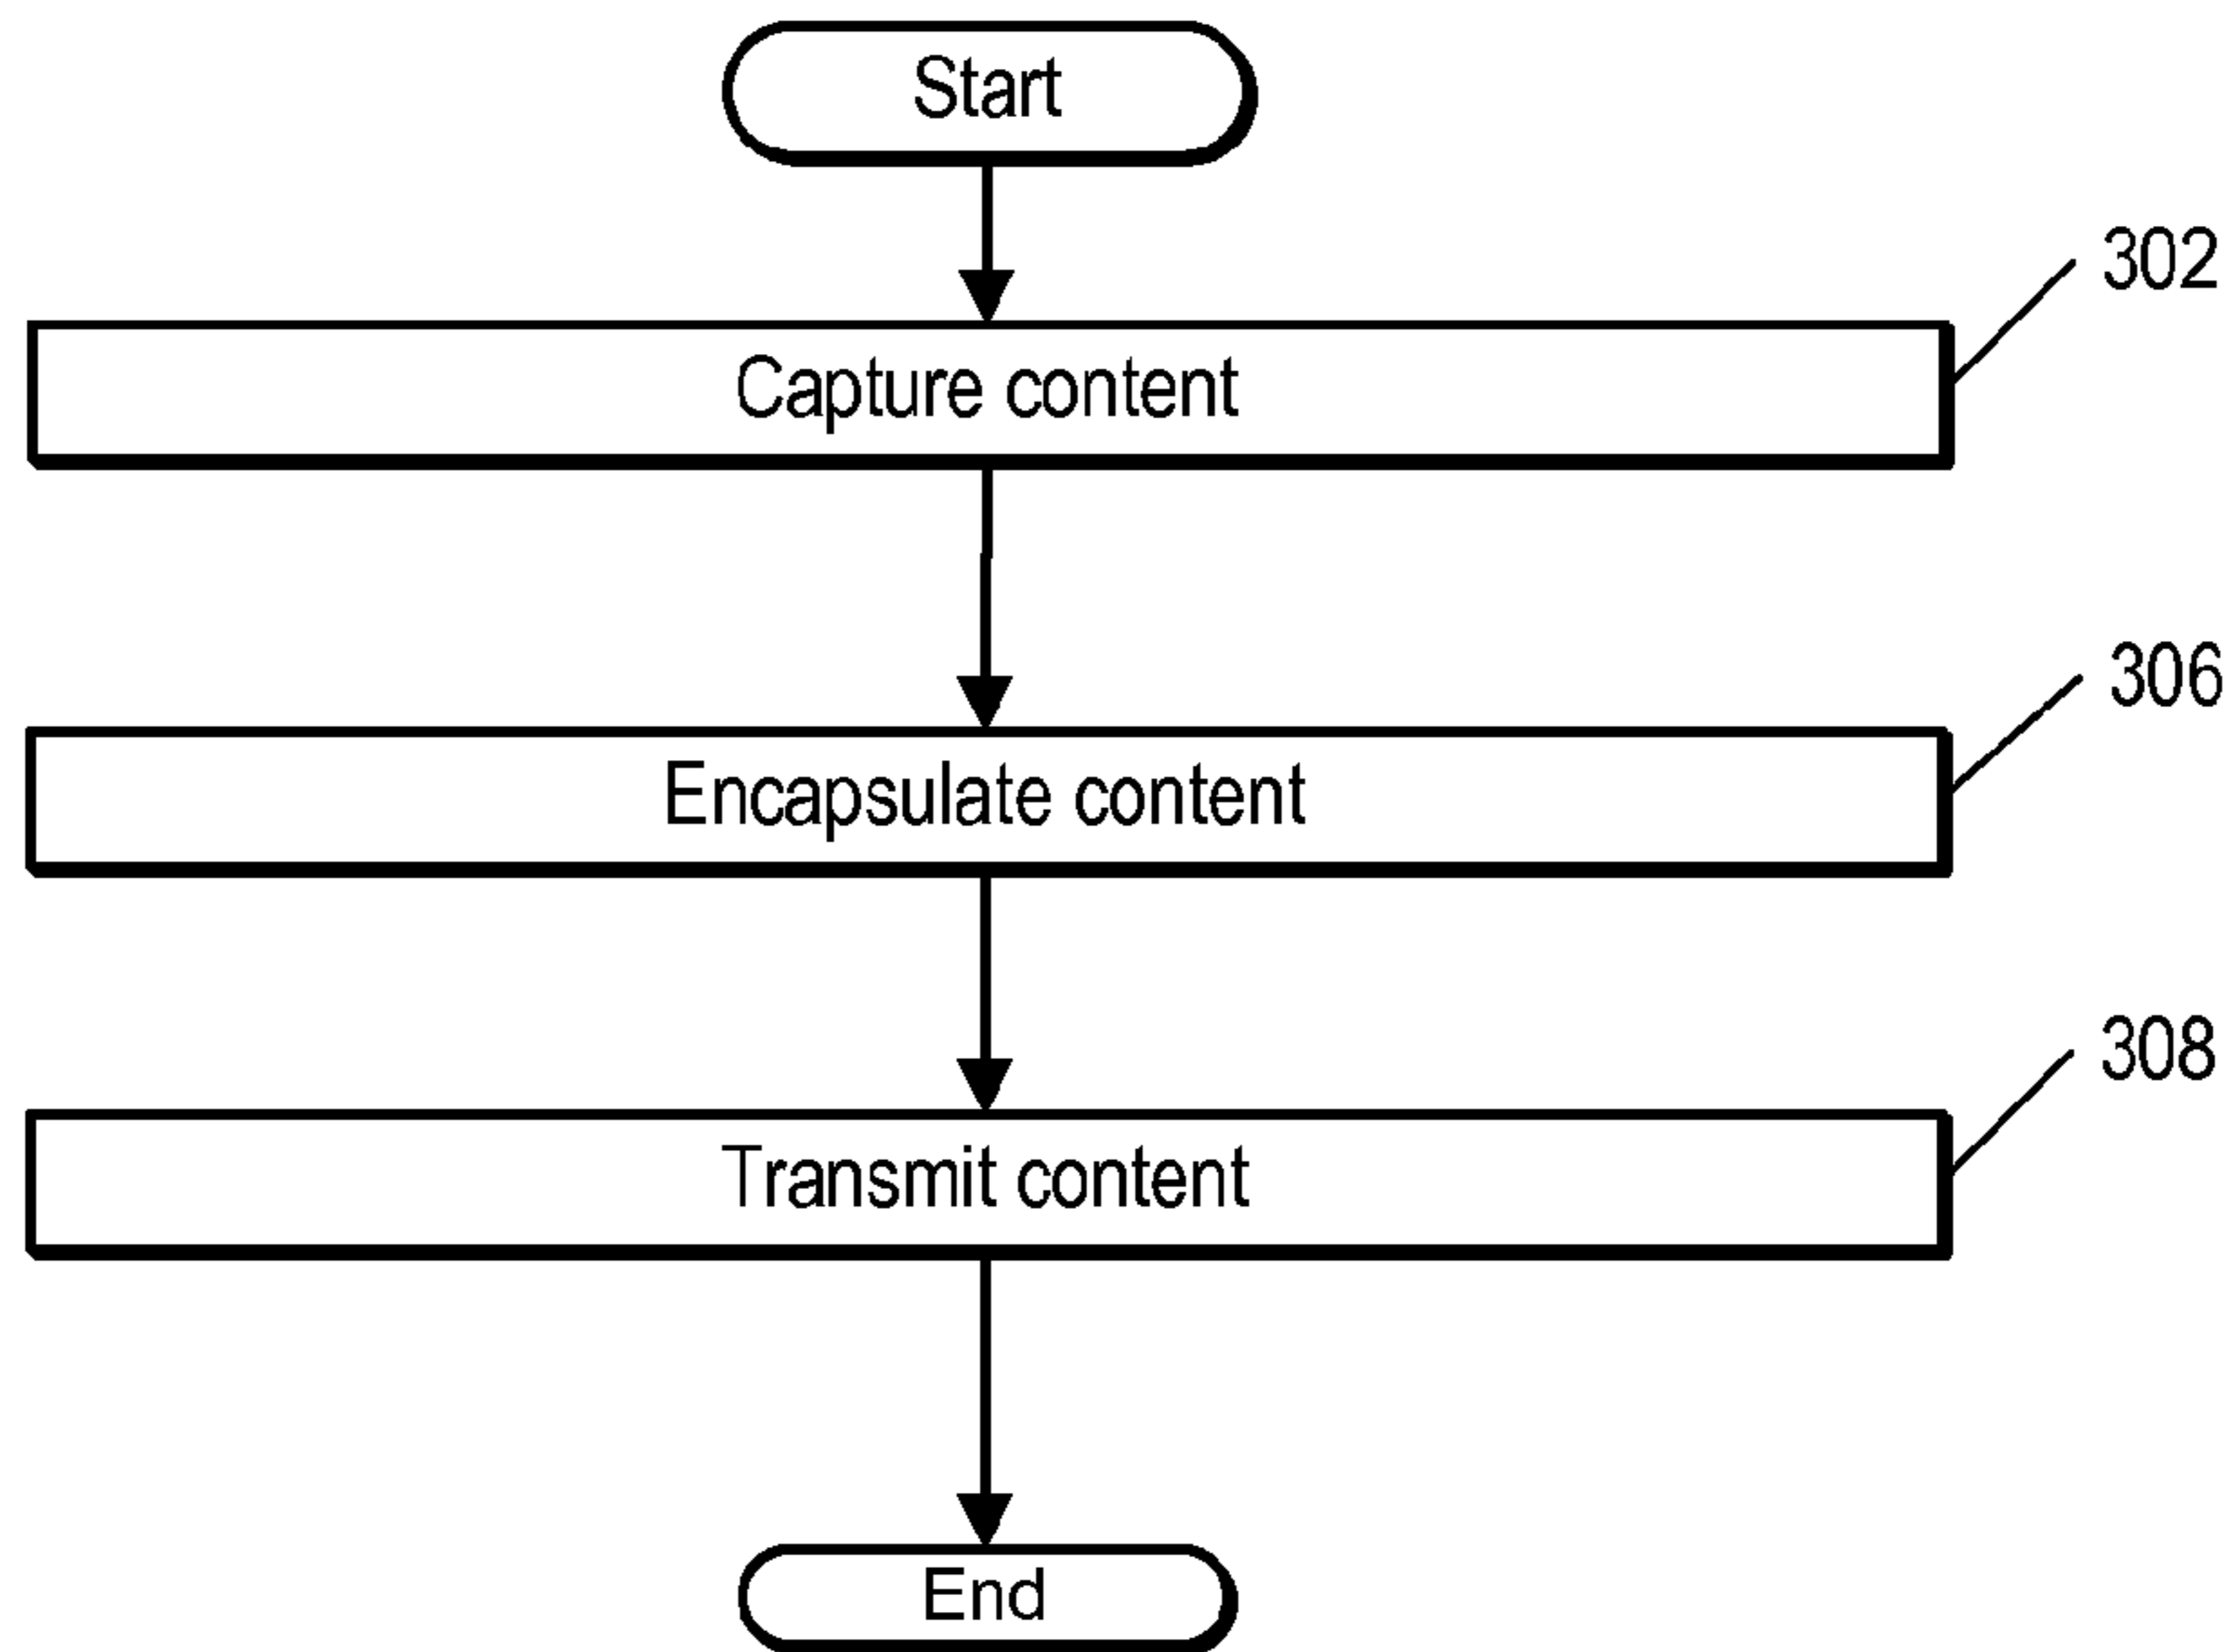 Start
302
Capture content
306
Encapsulate content
308
Transmit content
End